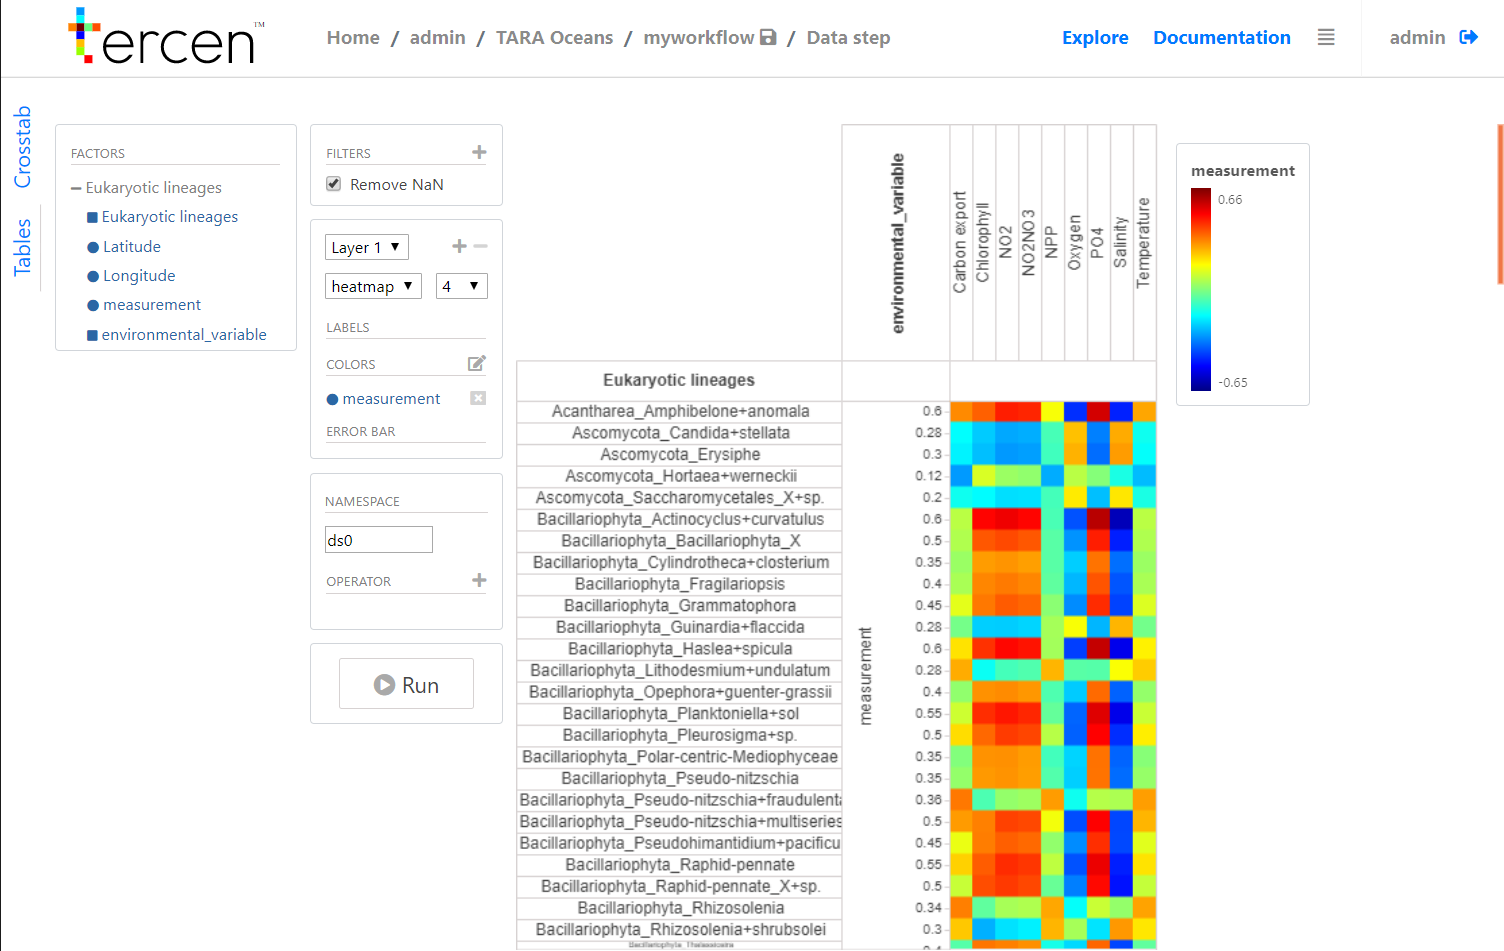 tercen™
Home / admin / TARA Oceans / myworkflow / Data step
Explore Documentation admin
Crosstab
Tables
FACTORS
Eukaryotic lineages
Eukaryotic lineages
Latitude
Longitude
measurement
environmental_variable
FILTERS
Remove NaN
Layer 1
heatmap 4
LABELS
COLORS
measurement
ERROR BAR
NAMESPACE
ds0
OPERATOR
Run
environmental_variable
Carbon export
Chlorophyll
NO2
NO2NO3
NPP
Oxygen
PO4
Salinity
Temperature
measurement
0.66
-0.65
Eukaryotic lineages
measurement
Acantharea_Amphibelone+anomala 0.6
Ascomycota_Candida+stellata 0.28
Ascomycota_Erysiphe 0.3
Ascomycota_Hortaea+werneckii 0.12
Ascomycota_Saccharomycetales_X+sp. 0.2
Bacillariophyta_Actinocyclus+curvatulus 0.6
Bacillariophyta_Bacillariophyta_X 0.5
Bacillariophyta_Cylindrotheca+closterium 0.35
Bacillariophyta_Fragilariopsis 0.4
Bacillariophyta_Grammatophora 0.45
Bacillariophyta_Guinardia+flaccida 0.28
Bacillariophyta_Haslea+spicula 0.6
Bacillariophyta_Lithodesmium+undulatum 0.28
Bacillariophyta_Opephora+guenter-grassii 0.4
Bacillariophyta_Planktoniella+sol 0.55
Bacillariophyta_Pleurosigma+sp. 0.5
Bacillariophyta_Polar-centric-Mediophyceae 0.35
Bacillariophyta_Pseudo-nitzschia 0.35
Bacillariophyta_Pseudo-nitzschia+fraudulenta 0.36
Bacillariophyta_Pseudo-nitzschia+multiseries 0.5
Bacillariophyta_Pseudohimantidium+pacificu 0.45
Bacillariophyta_Raphid-pennate 0.55
Bacillariophyta_Raphid-pennate_X+sp. 0.5
Bacillariophyta_Rhizosolenia 0.34
Bacillariophyta_Rhizosolenia+shrubsolei 0.3
Bacillariophyta_Thalassiosira